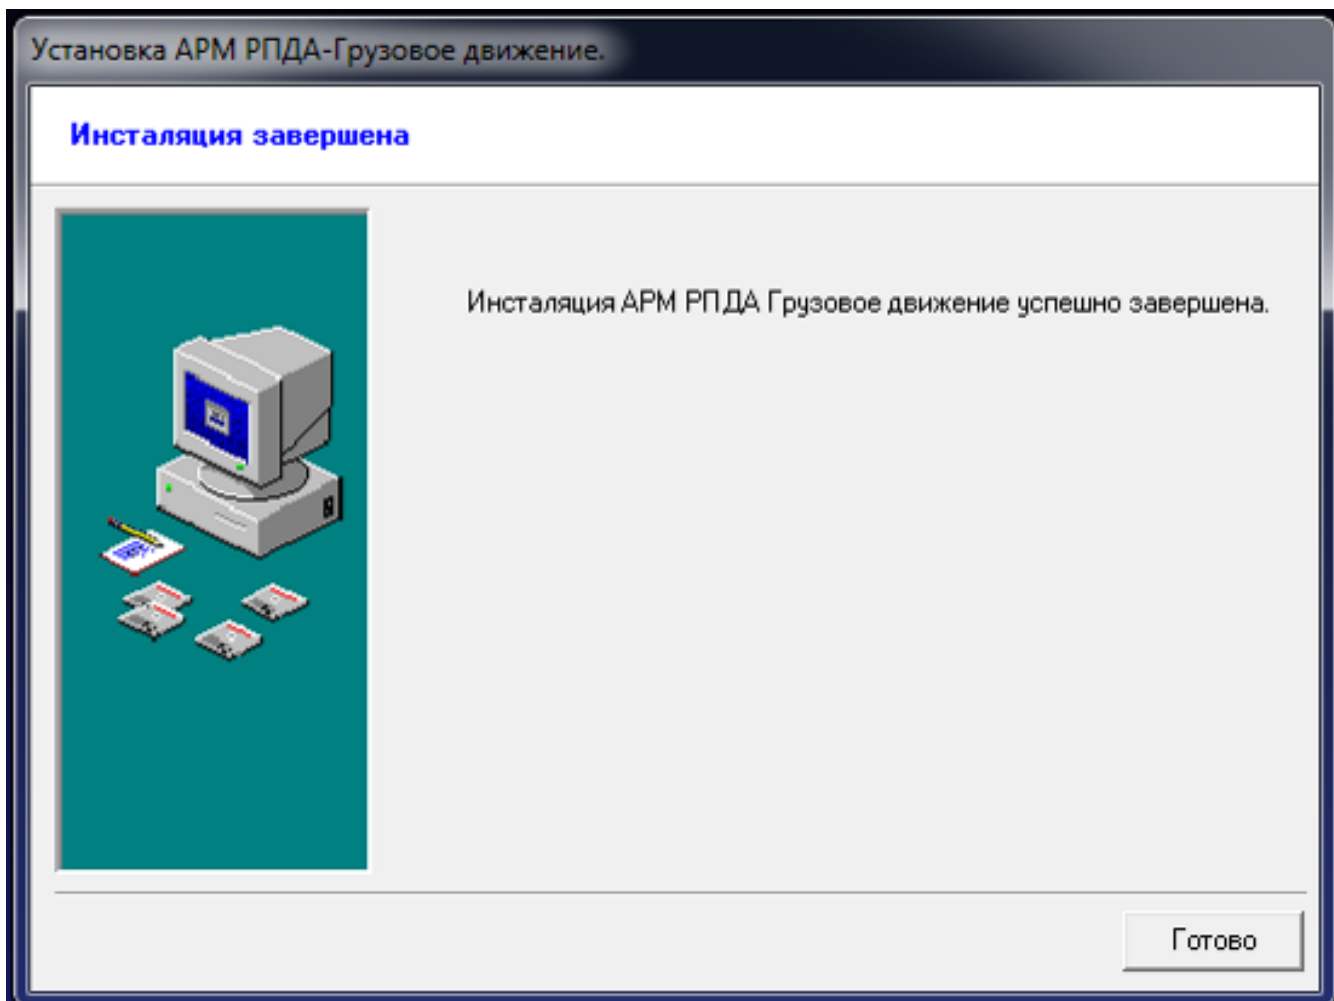 Установка АРМ РПДА-Грузовое движение.
Инсталяция завершена
Инсталяция АРМ РПДА Грузовое движение успешно завершена.
Готово